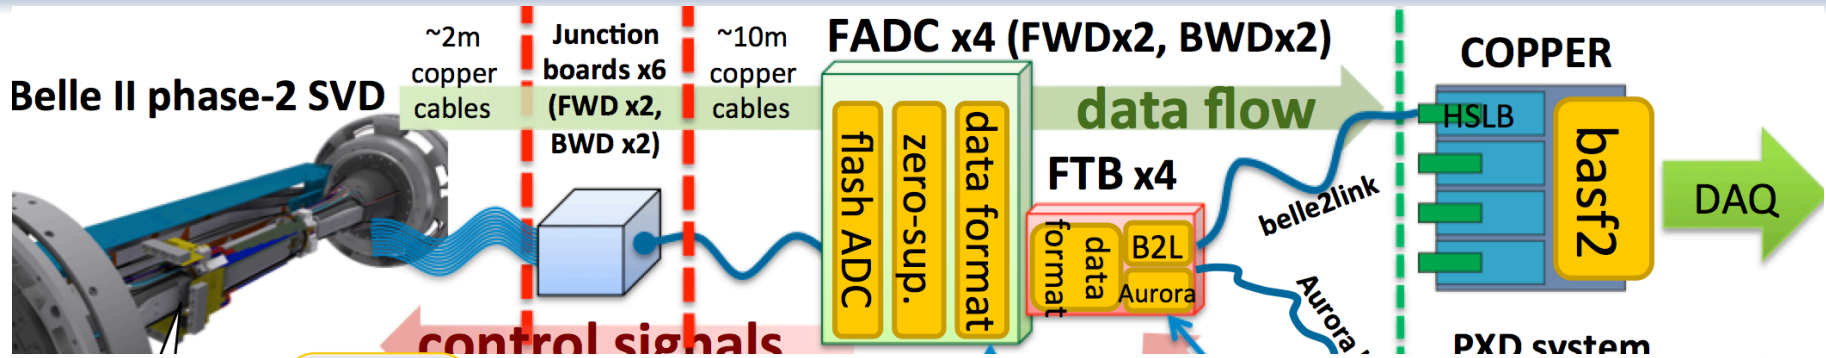 Belle II phase-2 SVD
~2m
copper
cables
Junction
boards x6
(FWD x2,
BWD x2)
~10m
copper
cables
FADC x4 (FWDx2, BWDx2)
flash ADC
zero-sup.
data format
data flow
FTB x4
data
format
B2L
Aurora
belle2link
Aurora
COPPER
HSLB
basf2
DAQ
control signals
PXD system